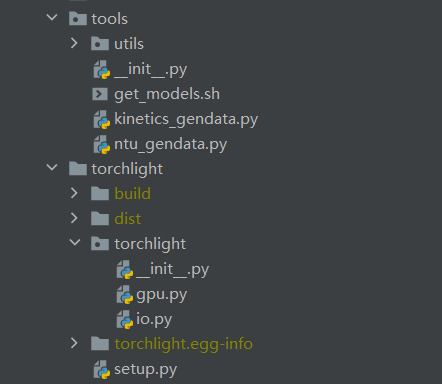 tools
utils
__init__.py
get_models.sh
kinetics_gendata.py
ntu_gendata.py
torchlight
build
dist
torchlight
__init__.py
gpu.py
io.py
torchlight.egg-info
setup.py